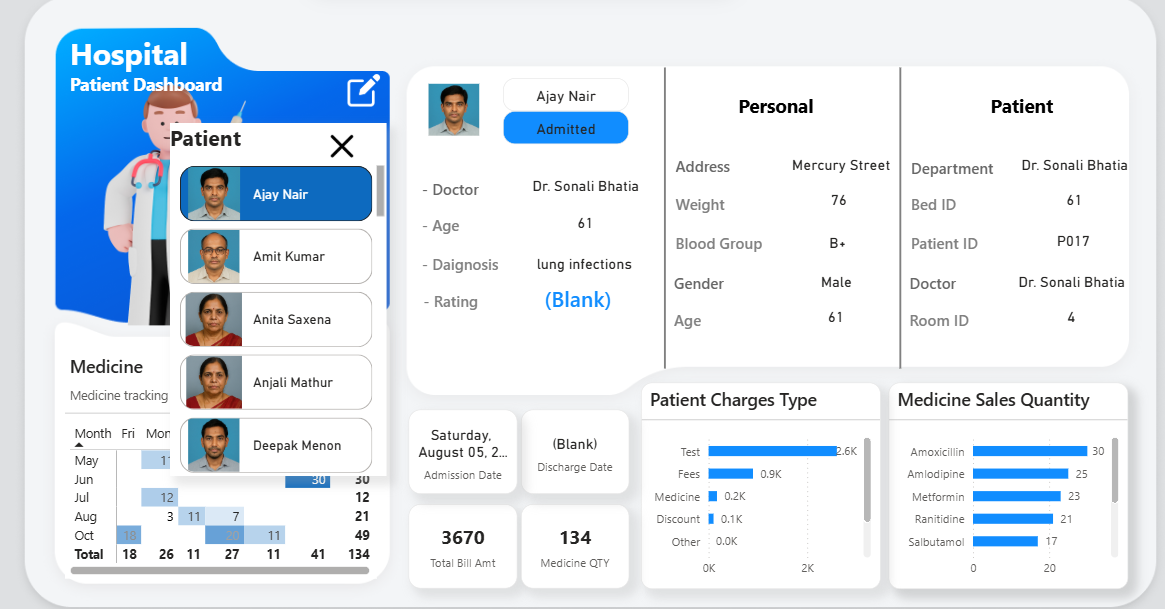 Hospital
Patient Dashboard
Patient
Ajay Nair
Amit Kumar
Anita Saxena
Anjali Mathur
Deepak Menon
Medicine
Medicine tracking
Month Fri Mon
May
Jun 30 30
Jul 12 12
Aug 3 11 7 21
Oct 18 20 11 49
Total 18 26 11 27 11 41 134
Ajay Nair
Admitted
- Doctor Dr. Sonali Bhatia
- Age 61
- Daignosis lung infections
- Rating (Blank)
Personal
Address Mercury Street
Weight 76
Blood Group B+
Gender Male
Age 61
Patient
Department Dr. Sonali Bhatia
Bed ID 61
Patient ID P017
Doctor Dr. Sonali Bhatia
Room ID 4
Saturday,
August 05, 2...
Admission Date
(Blank)
Discharge Date
3670
Total Bill Amt
134
Medicine QTY
Patient Charges Type
Test 2.6K
Fees 0.9K
Medicine 0.2K
Discount 0.1K
Other 0.0K
0K 2K
Medicine Sales Quantity
Amoxicillin 30
Amlodipine 25
Metformin 23
Ranitidine 21
Salbutamol 17
0 20